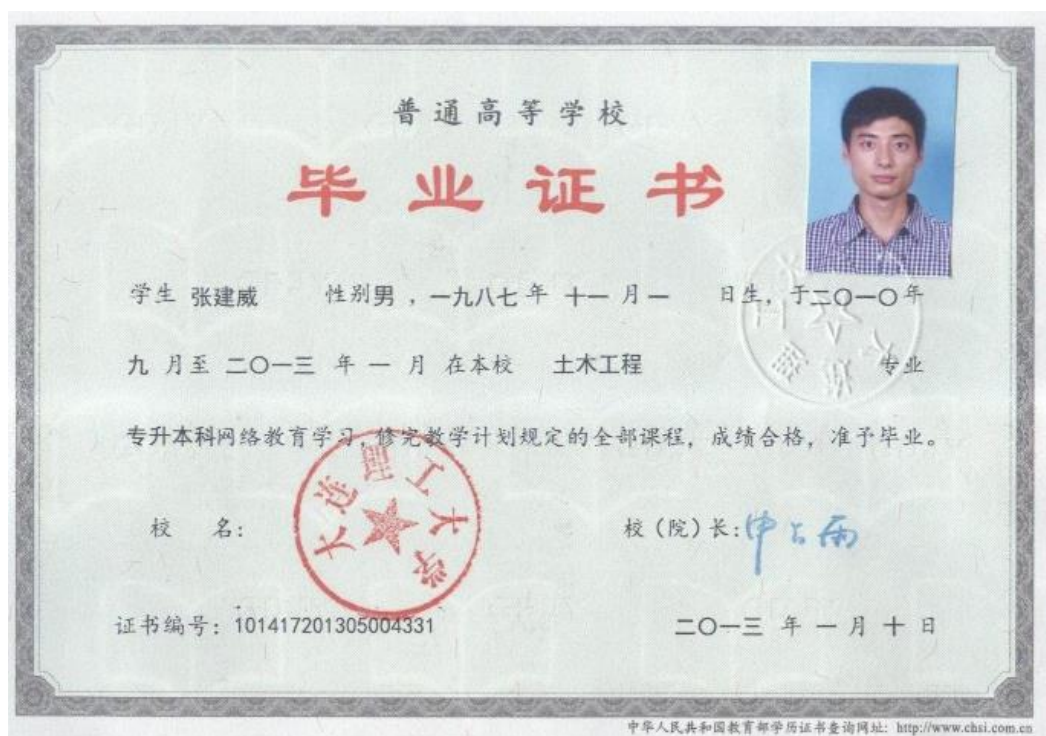 普通高等学校
毕业证书
学生 张建威 性别男 ，一九八七 年 十一 月 一 日生，于二〇一〇年
九 月至 二〇一三 年 一 月 在本校 土木工程 专业
专升本科网络教育学习，修完教学计划规定的全部课程，成绩合格，准予毕业。
大连理工大学
校 名： 校（院）长：
证书编号：101417201305004331 二〇一三 年 一 月 十 日
中华人民共和国教育部学历证书查询网址：http://www.chsi.com.cn